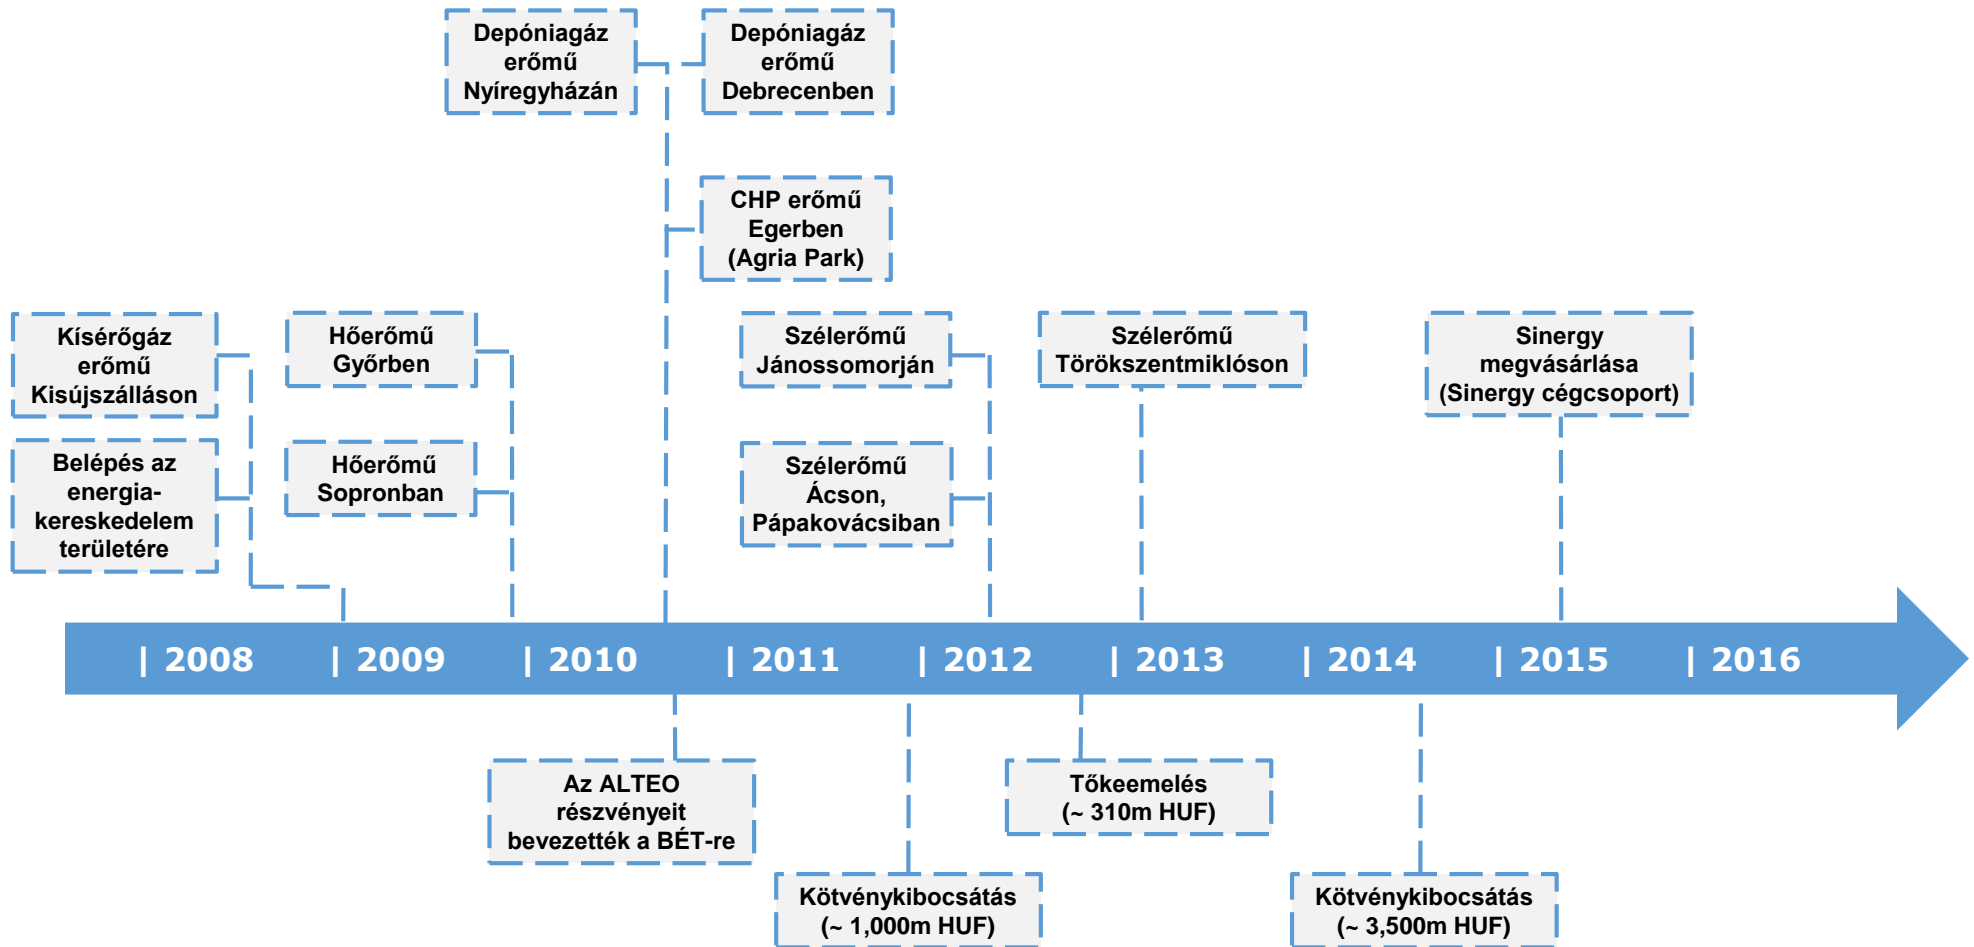 Depóniagáz
erőmű
Nyíregyházán
Depóniagáz
erőmű
Debrecenben
CHP erőmű
Egerben
(Agria Park)
Kísérőgáz
erőmű
Kisújszálláson
Hőerőmű
Győrben
Szélerőmű
Jánossomorján
Szélerőmű
Törökszentmiklóson
Sinergy
megvásárlása
(Sinergy cégcsoport)
Belépés az
energia-
kereskedelem
területére
Hőerőmű
Sopronban
Szélerőmű
Ácson,
Pápakovácsiban
| 2008 | 2009 | 2010 | 2011 | 2012 | 2013 | 2014 | 2015 | 2016
Az ALTEO
részvényeit
bevezették a BÉT-re
Tőkeemelés
(~ 310m HUF)
Kötvénykibocsátás
(~ 1,000m HUF)
Kötvénykibocsátás
(~ 3,500m HUF)